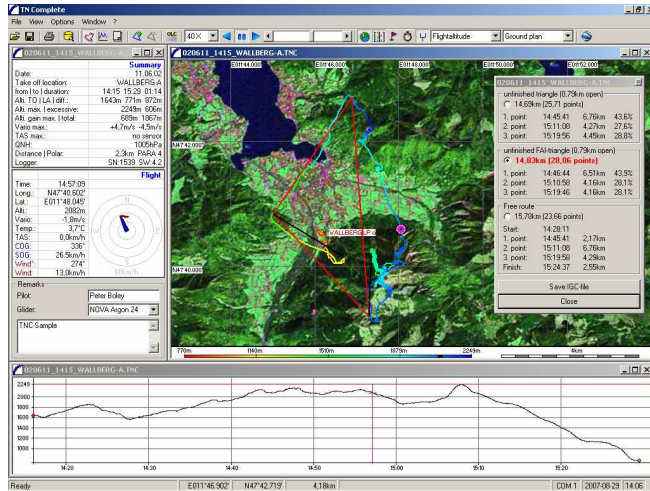 TN Complete
File View Options Window ?
OLC 40 X
Flightaltitude Ground plan
020611_1415_WALLBERG-A.TNC
Summary
Date: 11.06.02
Take off location: WALLBERG-A
from | to | duration: 14:15 15:29 01:14
Alti. TO | LA | diff.: 1643m 771m 872m
Alti. max. | excessive: 2249m 606m
Alti. gain max. | total: 689m 1867m
Vario max.: +4,7m/s -4,5m/s
TAS max.: no sensor
QNH: 1005hPa
Distance | Polar: 2,3km PARA 4
Logger: SN:1539 SW:4.2
Flight
Time: 14:57:09
Long.: N47°40.602'
Lat.: E011°48.045'
Alti.: 2082m
Vario: -1,8m/s
Temp.: 3,7°C
TAS: 0,0km/h
COG: 336°
SOG: 26.5km/h
Wind°: 274°
Wind: 13,0km/h
60km/h
Remarks
Pilot: Peter Boley
Glider: NOVA Argon 24
TNC-Sample
020611_1415_WALLBERG-A.TNC
E011°44.000' E011°46.000' E011°48.000' E011°50.000' E011°52.000'
N47°42.000'
WALLBERG LP
N47°40.000'
770m 1140m 1510m 1879m 2249m 4km
020611_1415_WALLBERG-A.TNC
unfinished triangle (0,79km open)
14,69km (25,71 points)
1. point: 14:45:41 6,76km 43,6%
2. point: 15:11:08 4,27km 27,6%
3. point: 15:19:56 4,45km 28,8%
unfinished FAI-triangle (0,79km open)
14,03km (28,06 points)
1. point: 14:46:44 6,51km 43,9%
2. point: 15:10:58 4,16km 28,1%
3. point: 15:19:46 4,16km 28,1%
Free route
15,78km (23,66 points)
Start: 14:28:11
1. point: 14:45:41 2,17km
2. point: 15:11:08 6,76km
3. point: 15:19:58 4,29km
Finish: 15:24:37 2,55km
Save IGC-file
Close
020611_1415_WALLBERG-A.TNC
2249
2000
1800
1600
1400
1200
1000
14:20 14:30 14:40 14:50 15:00 15:10 15:20
Ready E011°46.902' N47°42.719' 4,18km COM 1 2007-08-29 14:06